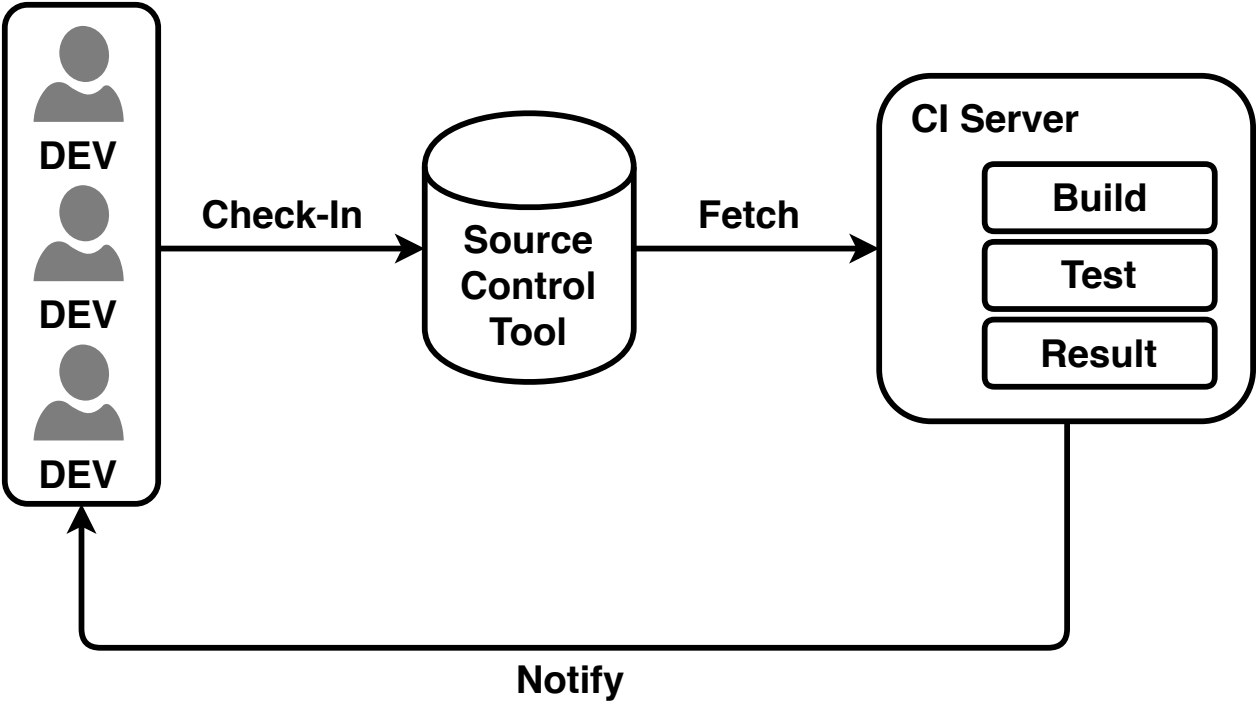 DEV
DEV
DEV
Check-In
Source
Control
Tool
Fetch
CI Server
Build
Test
Result
Notify